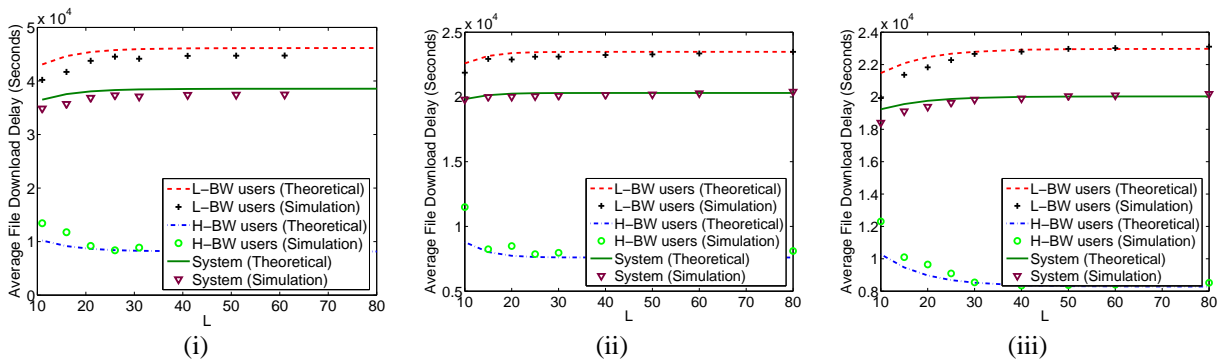 x 10^4
5
4
3
2
1
0
Average File Download Delay (Seconds)
10 20 30 40 50 60 70 80
L
L−BW users (Theoretical)
L−BW users (Simulation)
H−BW users (Theoretical)
H−BW users (Simulation)
System (Theoretical)
System (Simulation)
(i)
x 10^4
2.5
2
1.5
1
0.5
Average File Download Delay (Seconds)
10 20 30 40 50 60 70 80
L
L−BW users (Theoretical)
L−BW users (Simulation)
H−BW users (Theoretical)
H−BW users (Simulation)
System (Theoretical)
System (Simulation)
(ii)
x 10^4
2.4
2.2
2
1.8
1.6
1.4
1.2
1
0.8
Average File Download Delay (Seconds)
10 20 30 40 50 60 70 80
L
L−BW users (Theoretical)
L−BW users (Simulation)
H−BW users (Theoretical)
H−BW users (Simulation)
System (Theoretical)
System (Simulation)
(iii)